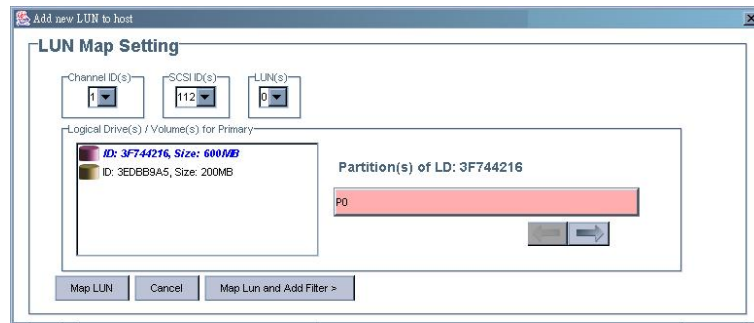 Add new LUN to host
LUN Map Setting
Channel ID(s)
SCSI ID(s)
LUN(s)
1
112
0
Logical Drive(s) / Volume(s) for Primary
ID: 3F744216, Size: 600MB
ID: 3EDBB9A5, Size: 200MB
Partition(s) of LD: 3F744216
P0
Map LUN
Cancel
Map Lun and Add Filter >